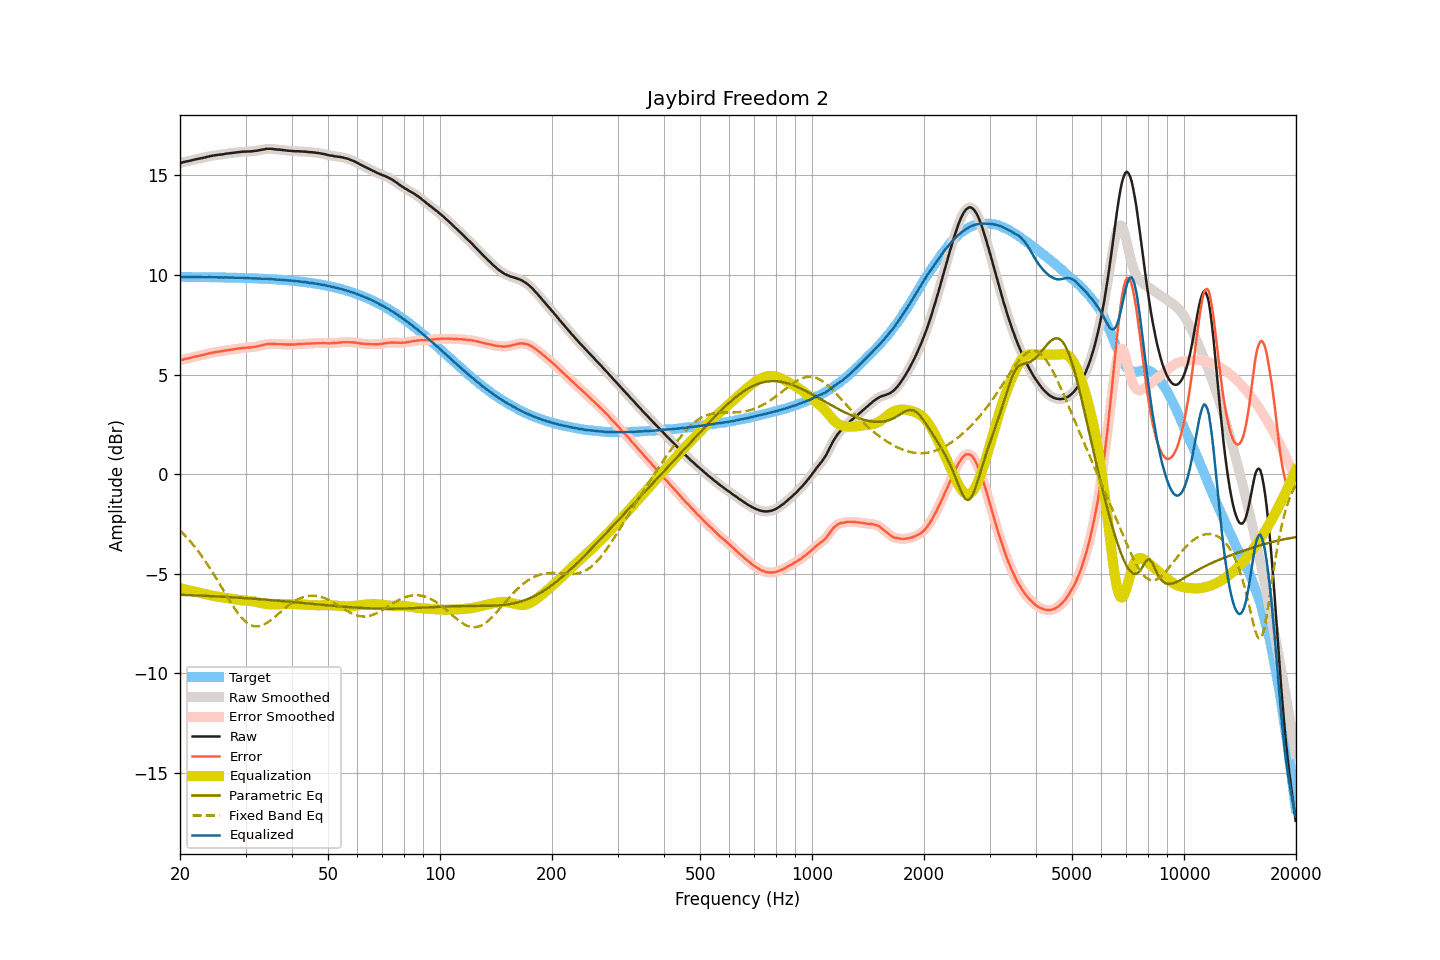 Jaybird Freedom 2
15
10
5
0
−5
−10
−15
Amplitude (dBr)
Target
Raw Smoothed
Error Smoothed
Raw
Error
Equalization
Parametric Eq
Fixed Band Eq
Equalized
20 50 100 200 500 1000 2000 5000 10000 20000
Frequency (Hz)